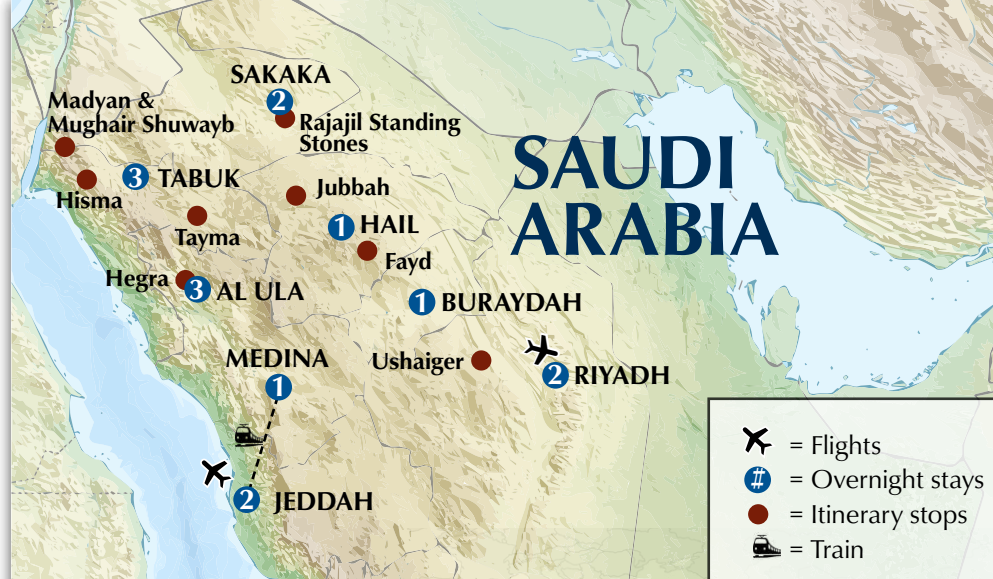 SAKAKA
2
Madyan &
Mughair Shuwayb
Rajajil Standing
Stones
SAUDI
ARABIA
3 TABUK
Hisma
Jubbah
Tayma
1 HAIL
Fayd
Hegra
3 AL ULA
1 BURAYDAH
MEDINA
1
Ushaiger
2 RIYADH
2 JEDDAH
= Flights
# = Overnight stays
= Itinerary stops
= Train